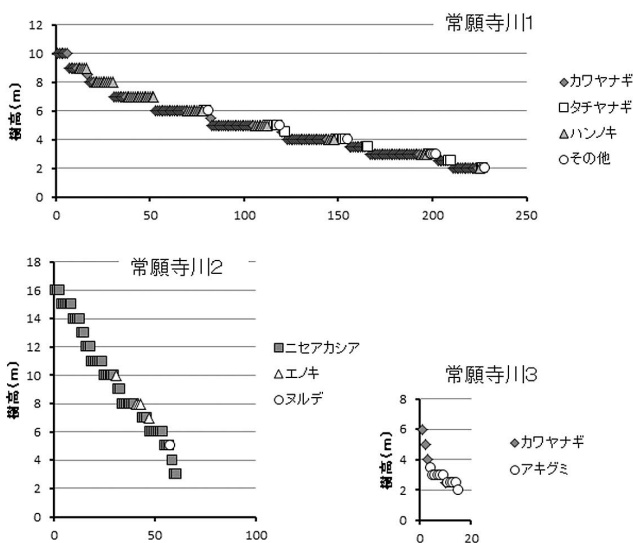 常願寺川1
12
10
8
6
4
2
0
樹高(m)
0 50 100 150 200 250
カワヤナギ
タチヤナギ
ハンノキ
その他
常願寺川2
18
16
14
12
10
8
6
4
2
0
樹高(m)
0 50 100
ニセアカシア
エノキ
ヌルデ
常願寺川3
8
6
4
2
0
樹高(m)
0 20
カワヤナギ
アキグミ